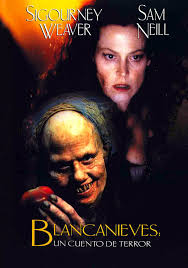 SIGOURNEY SAM
WEAVER NEILL
BLANCANIEVES:
UN CUENTO DE TERROR